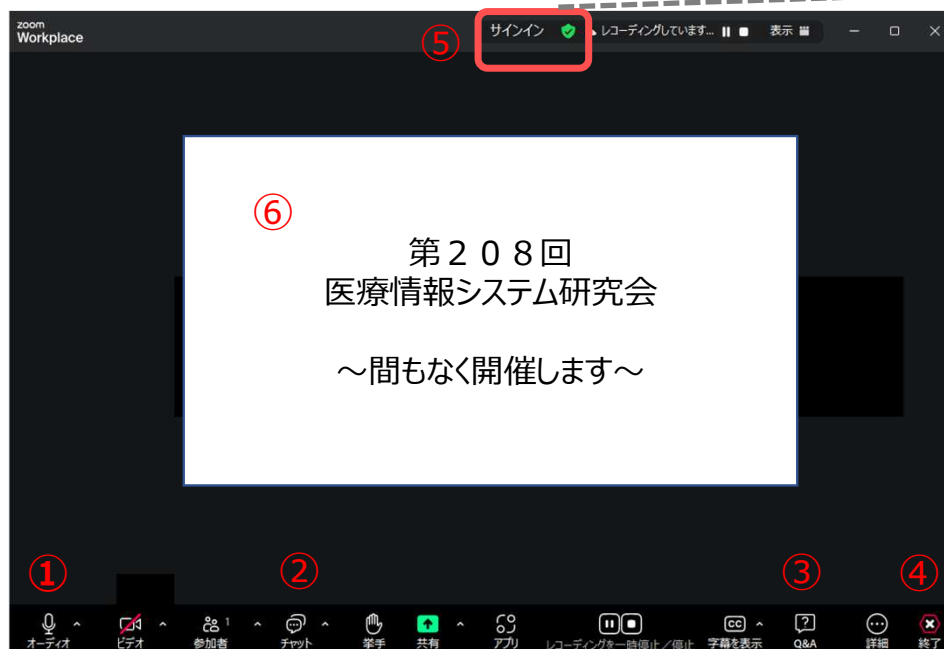 zoom
Workplace
⑤
サインイン
レコーディングしています...
表示
⑥
第２０８回
医療情報システム研究会
～間もなく開催します～
①
②
③
④
オーディオ
ビデオ
参加者 1
チャット
挙手
共有
アプリ
レコーディングを一時停止／停止
CC
字幕を表示
Q&A
詳細
終了